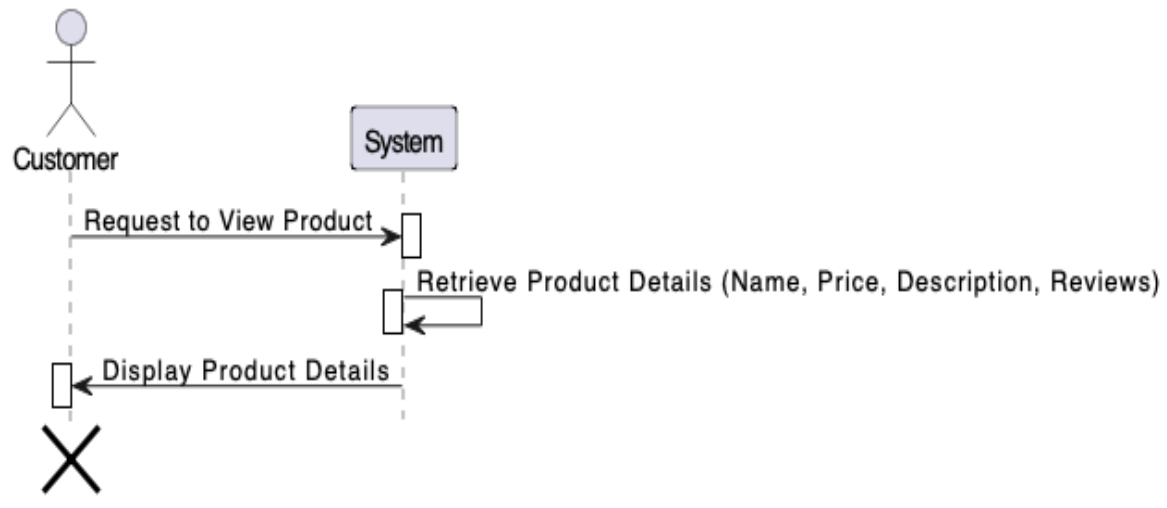 Customer
System
Request to View Product
Retrieve Product Details (Name, Price, Description, Reviews)
Display Product Details